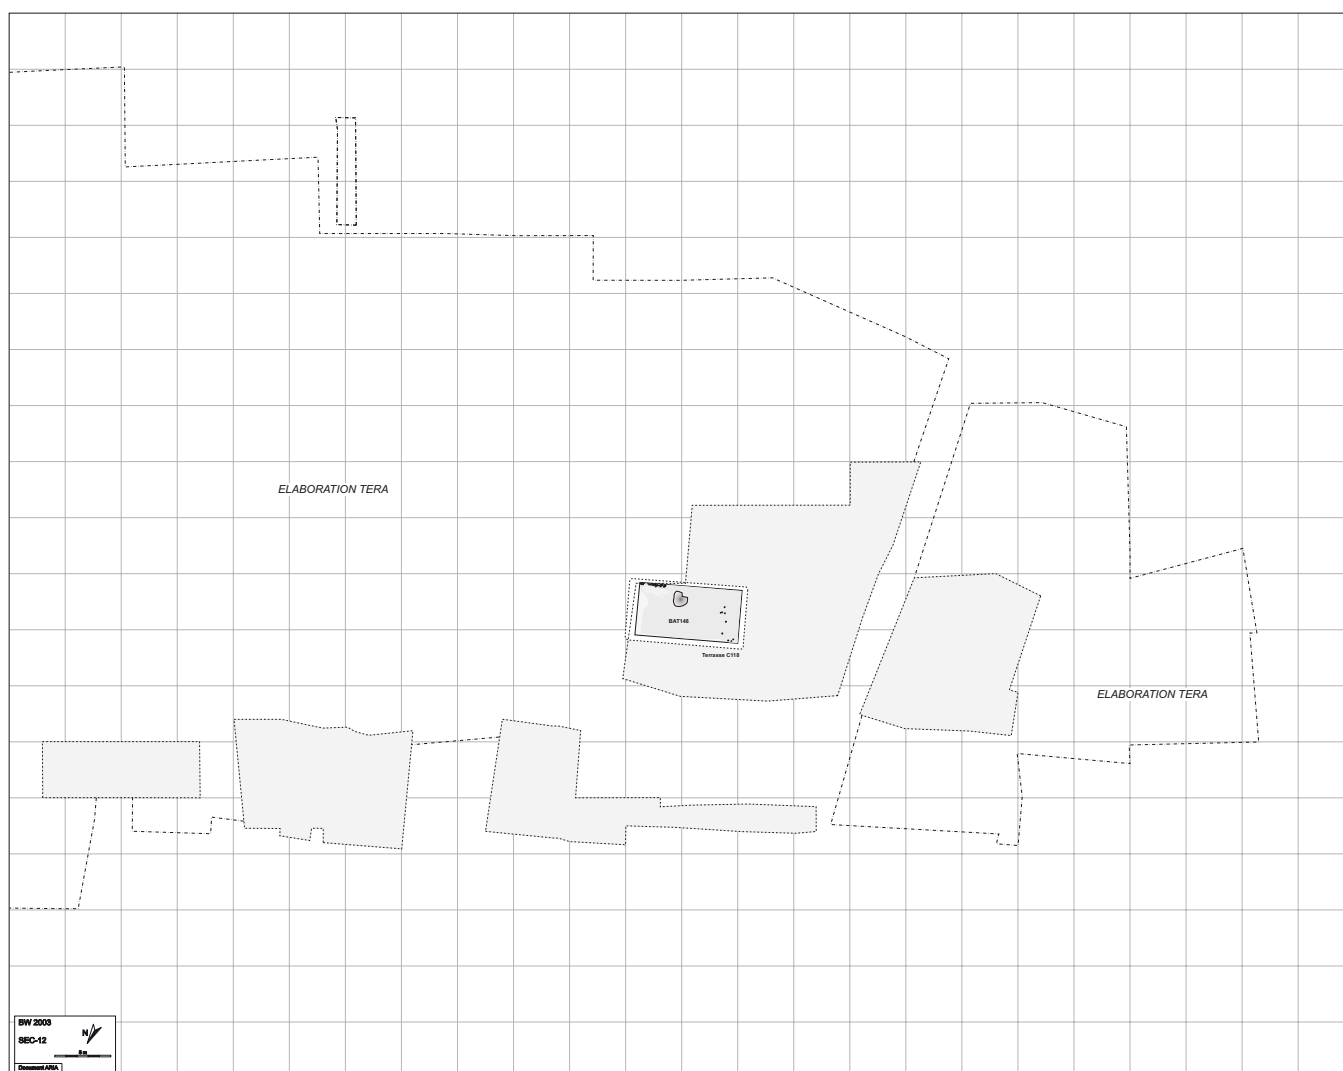 ELABORATION TERA
BAT148
Terrasse C118
ELABORATION TERA
BW 2003
N
SEC-12
5 m
Document ARIA